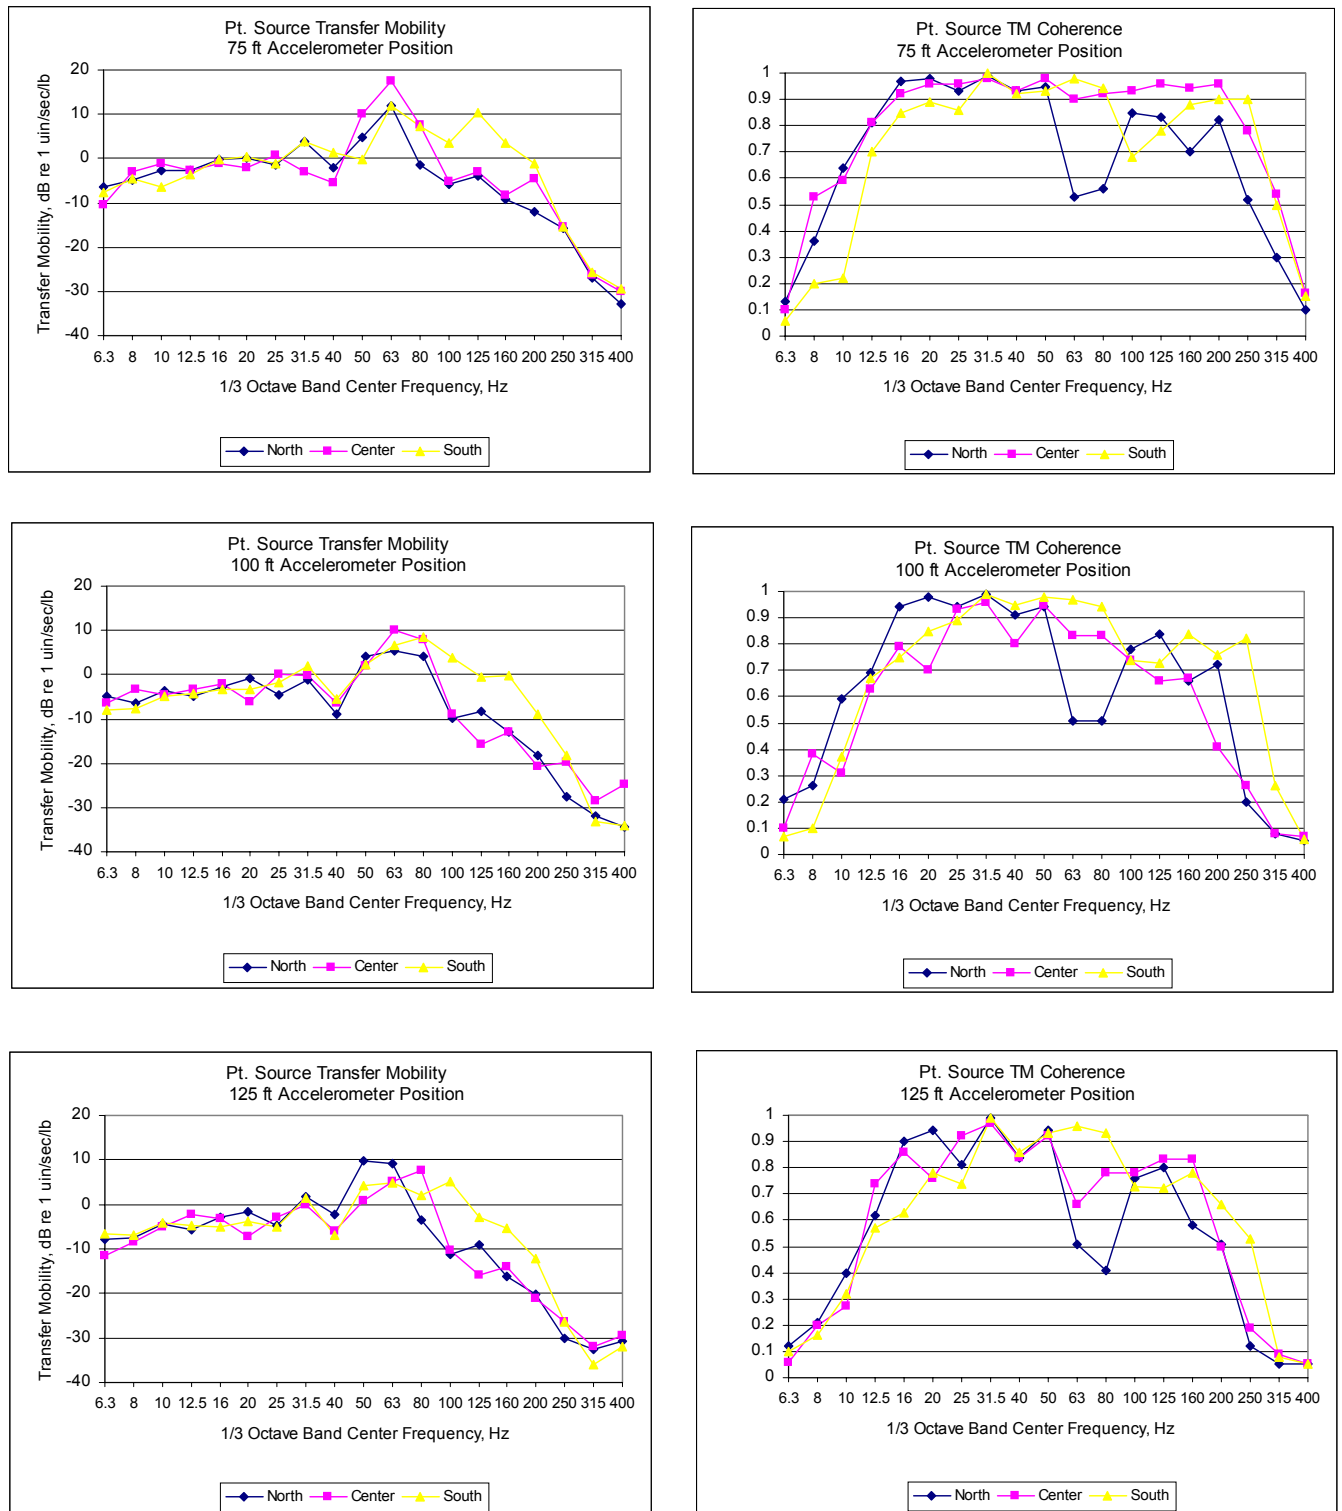 Pt. Source Transfer Mobility
75 ft Accelerometer Position
Transfer Mobility, dB re 1 uin/sec/lb
20
10
0
-10
-20
-30
-40
6.3 8 10 12.5 16 20 25 31.5 40 50 63 80 100 125 160 200 250 315 400
1/3 Octave Band Center Frequency, Hz
North Center South
Pt. Source TM Coherence
75 ft Accelerometer Position
1
0.9
0.8
0.7
0.6
0.5
0.4
0.3
0.2
0.1
0
6.3 8 10 12.5 16 20 25 31.5 40 50 63 80 100 125 160 200 250 315 400
1/3 Octave Band Center Frequency, Hz
North Center South
Pt. Source Transfer Mobility
100 ft Accelerometer Position
Transfer Mobility, dB re 1 uin/sec/lb
20
10
0
-10
-20
-30
-40
6.3 8 10 12.5 16 20 25 31.5 40 50 63 80 100 125 160 200 250 315 400
1/3 Octave Band Center Frequency, Hz
North Center South
Pt. Source TM Coherence
100 ft Accelerometer Position
1
0.9
0.8
0.7
0.6
0.5
0.4
0.3
0.2
0.1
0
6.3 8 10 12.5 16 20 25 31.5 40 50 63 80 100 125 160 200 250 315 400
1/3 Octave Band Center Frequency, Hz
North Center South
Pt. Source Transfer Mobility
125 ft Accelerometer Position
Transfer Mobility, dB re 1 uin/sec/lb
20
10
0
-10
-20
-30
-40
6.3 8 10 12.5 16 20 25 31.5 40 50 63 80 100 125 160 200 250 315 400
1/3 Octave Band Center Frequency, Hz
North Center South
Pt. Source TM Coherence
125 ft Accelerometer Position
1
0.9
0.8
0.7
0.6
0.5
0.4
0.3
0.2
0.1
0
6.3 8 10 12.5 16 20 25 31.5 40 50 63 80 100 125 160 200 250 315 400
1/3 Octave Band Center Frequency, Hz
North Center South